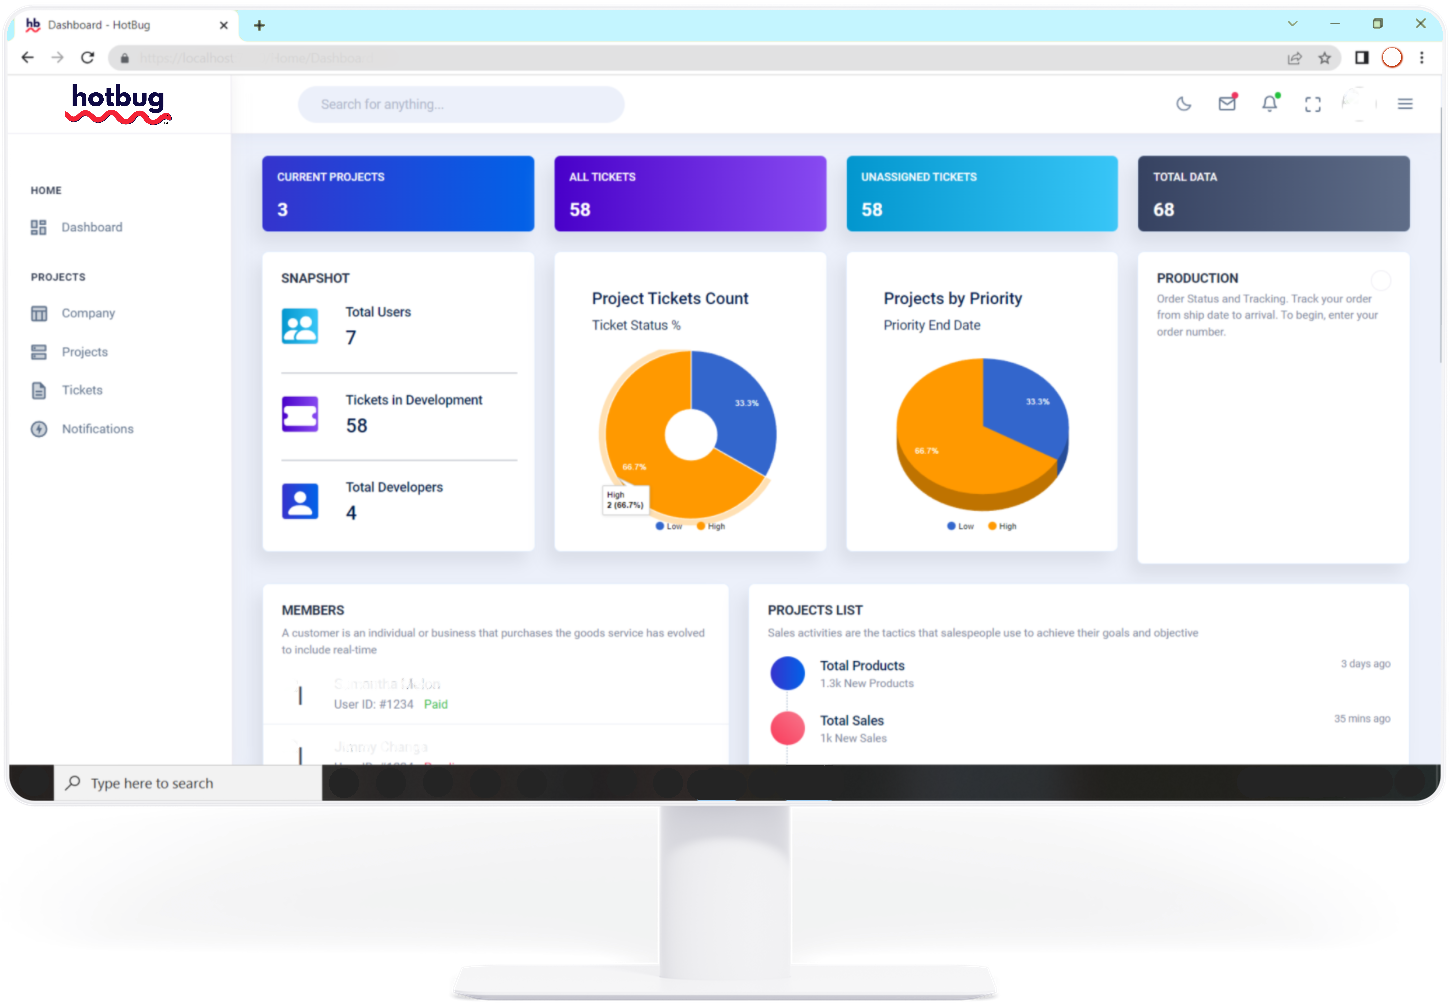 hb Dashboard - HotBug
https://localhost
Home/Dashboa
hotbug
Search for anything...
HOME
Dashboard
PROJECTS
Company
Projects
Tickets
Notifications
CURRENT PROJECTS
3
ALL TICKETS
58
UNASSIGNED TICKETS
58
TOTAL DATA
68
SNAPSHOT
Total Users
7
Tickets in Development
58
Total Developers
4
Project Tickets Count
Ticket Status %
33.3%
66.7%
High
2 (66.7%)
Low High
Projects by Priority
Priority End Date
33.3%
66.7%
Low High
PRODUCTION
Order Status and Tracking. Track your order
from ship date to arrival. To begin, enter your
order number.
MEMBERS
A customer is an individual or business that purchases the goods service has evolved
to include real-time
User ID: #1234 Paid
Jimmy Changa
PROJECTS LIST
Sales activities are the tactics that salespeople use to achieve their goals and objective
Total Products
3 days ago
1.3k New Products
Total Sales
35 mins ago
1k New Sales
Type here to search